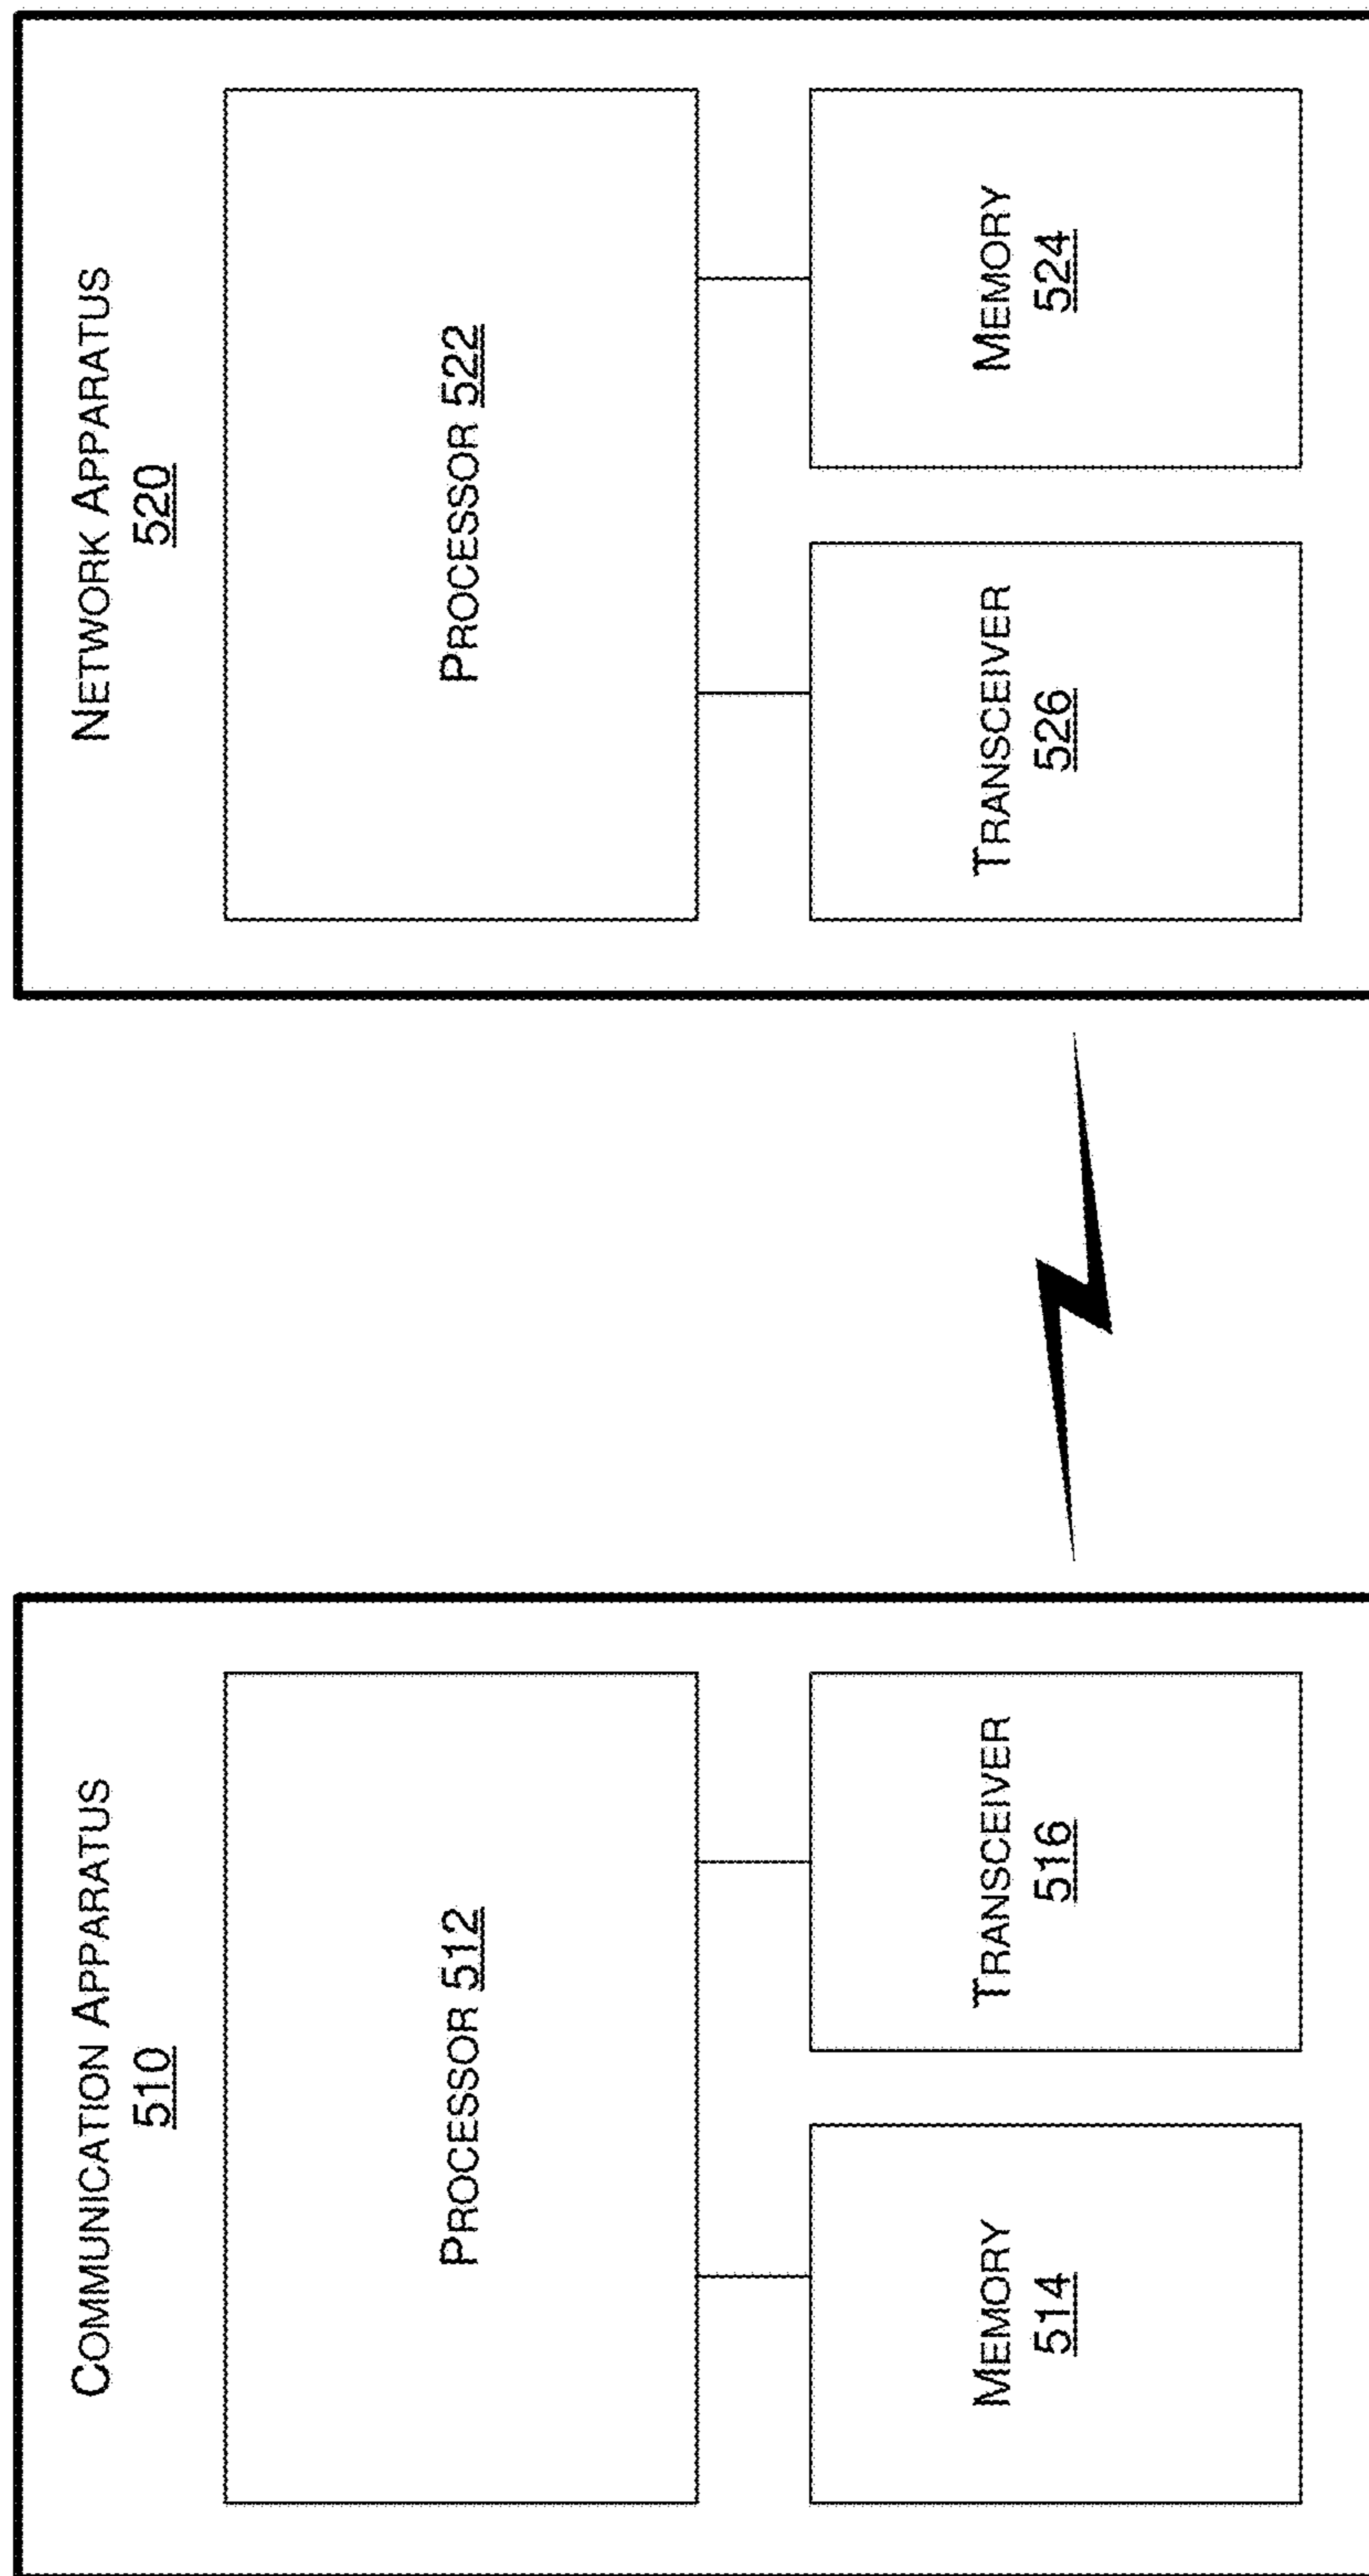 COMMUNICATION APPARATUS
510
PROCESSOR 512
MEMORY
514
TRANSCEIVER
516
NETWORK APPARATUS
520
PROCESSOR 522
TRANSCEIVER
526
MEMORY
524